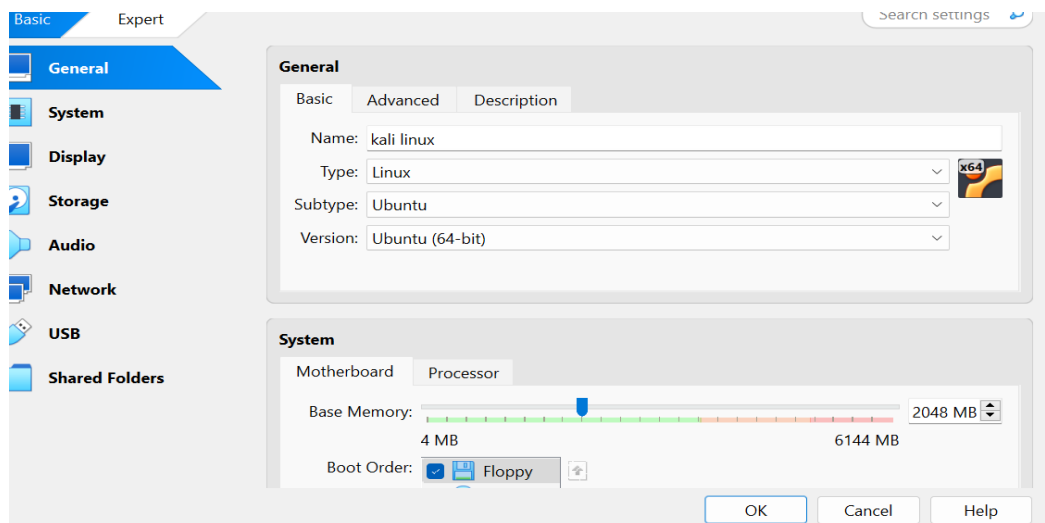 Basic Expert
Search settings
General
System
Display
Storage
Audio
Network
USB
Shared Folders
General
Basic Advanced Description
Name: kali linux
Type: Linux
x64
Subtype: Ubuntu
Version: Ubuntu (64-bit)
System
Motherboard Processor
Base Memory: 2048 MB
4 MB 6144 MB
Boot Order: Floppy
OK Cancel Help